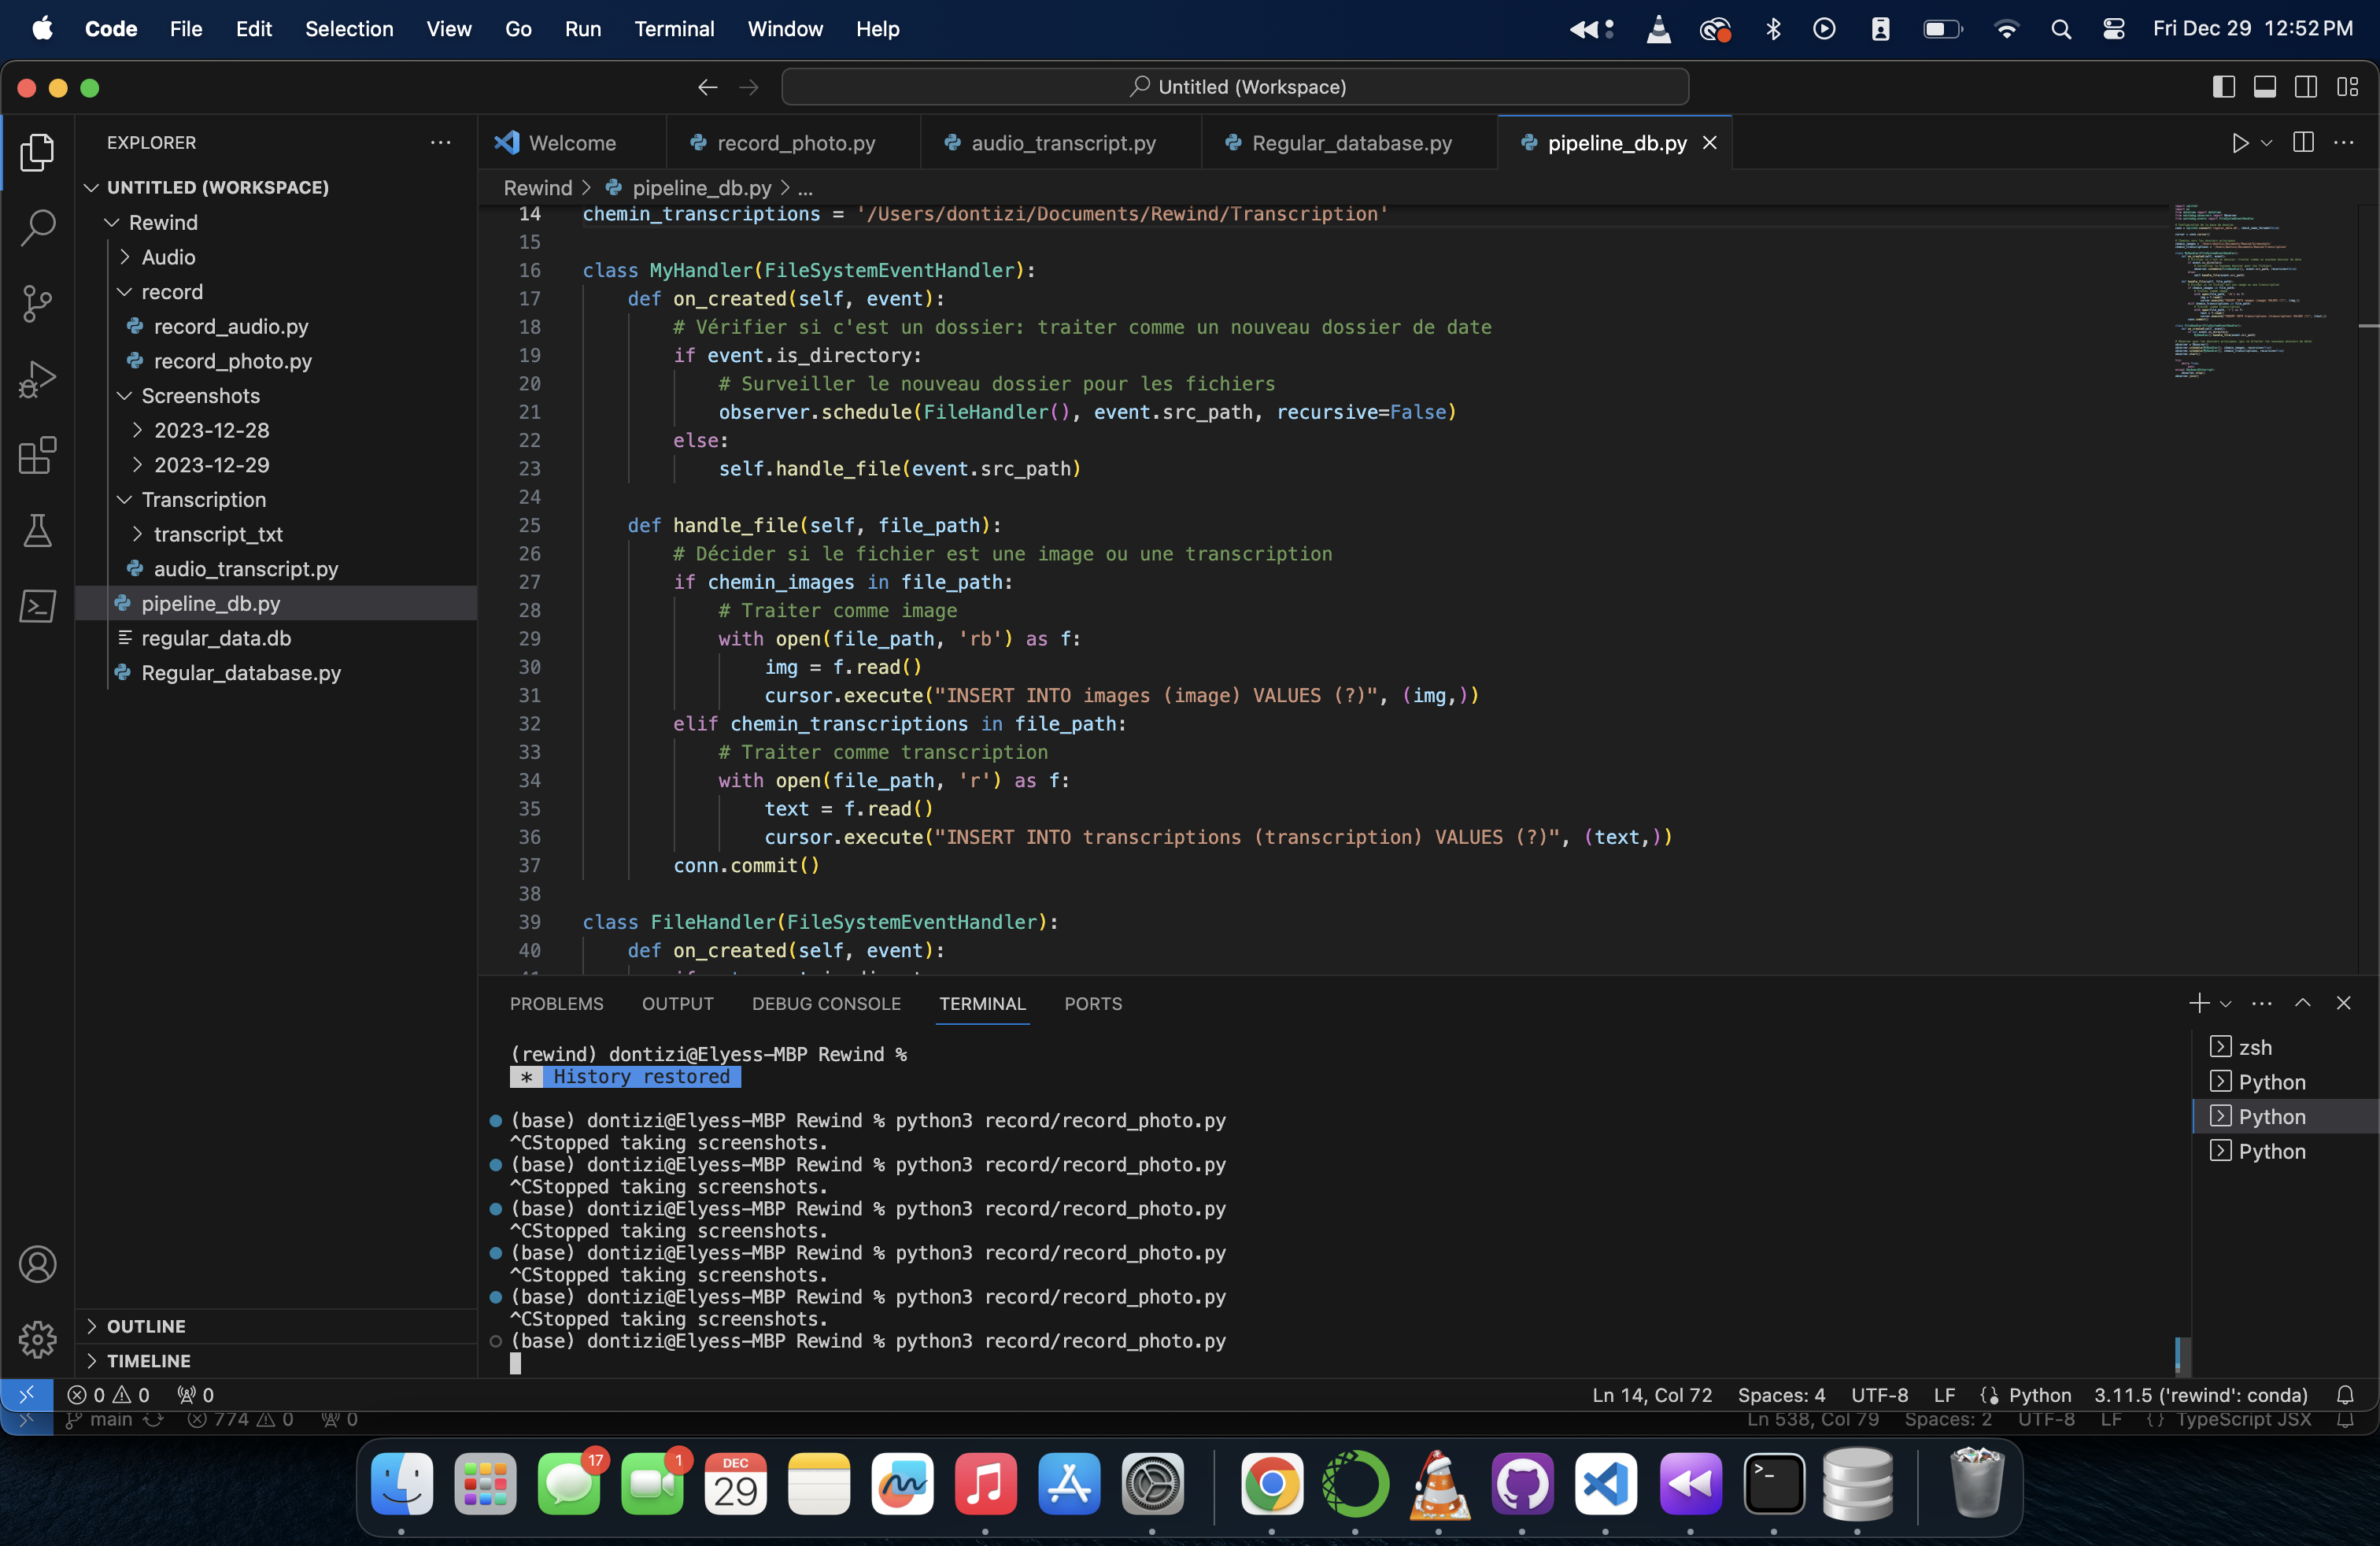 Code File Edit Selection View Go Run Terminal Window Help Fri Dec 29 12:52 PM
Untitled (Workspace)
EXPLORER
UNTITLED (WORKSPACE)
Rewind
Audio
record
record_audio.py
record_photo.py
Screenshots
2023-12-28
2023-12-29
Transcription
transcript_txt
audio_transcript.py
pipeline_db.py
regular_data.db
Regular_database.py
OUTLINE
TIMELINE
Welcome record_photo.py audio_transcript.py Regular_database.py pipeline_db.py
Rewind > pipeline_db.py > ...
14 chemin_transcriptions = '/Users/dontizi/Documents/Rewind/Transcription'
15
16 class MyHandler(FileSystemEventHandler):
17 def on_created(self, event):
18 # Vérifier si c'est un dossier: traiter comme un nouveau dossier de date
19 if event.is_directory:
20 # Surveiller le nouveau dossier pour les fichiers
21 observer.schedule(FileHandler(), event.src_path, recursive=False)
22 else:
23 self.handle_file(event.src_path)
24
25 def handle_file(self, file_path):
26 # Décider si le fichier est une image ou une transcription
27 if chemin_images in file_path:
28 # Traiter comme image
29 with open(file_path, 'rb') as f:
30 img = f.read()
31 cursor.execute("INSERT INTO images (image) VALUES (?)", (img,))
32 elif chemin_transcriptions in file_path:
33 # Traiter comme transcription
34 with open(file_path, 'r') as f:
35 text = f.read()
36 cursor.execute("INSERT INTO transcriptions (transcription) VALUES (?)", (text,))
37 conn.commit()
38
39 class FileHandler(FileSystemEventHandler):
40 def on_created(self, event):
PROBLEMS OUTPUT DEBUG CONSOLE TERMINAL PORTS
(rewind) dontizi@Elyess-MBP Rewind %
* History restored
(base) dontizi@Elyess-MBP Rewind % python3 record/record_photo.py
^CStopped taking screenshots.
(base) dontizi@Elyess-MBP Rewind % python3 record/record_photo.py
^CStopped taking screenshots.
(base) dontizi@Elyess-MBP Rewind % python3 record/record_photo.py
^CStopped taking screenshots.
(base) dontizi@Elyess-MBP Rewind % python3 record/record_photo.py
^CStopped taking screenshots.
(base) dontizi@Elyess-MBP Rewind % python3 record/record_photo.py
^CStopped taking screenshots.
(base) dontizi@Elyess-MBP Rewind % python3 record/record_photo.py
zsh
Python
Python
Python
0 0 0 Ln 14, Col 72 Spaces: 4 UTF-8 LF Python 3.11.5 ('rewind': conda)
main 774 0 0 Ln 538, Col 79 Spaces: 2 UTF-8 LF {} TypeScript JSX
17 1 DEC
29